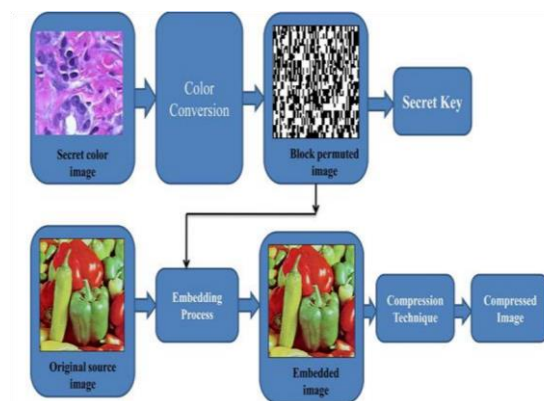 Secret color
image
Color
Conversion
Block permuted
image
Secret Key
Original source
image
Embedding
Process
Embedded
image
Compression
Technique
Compressed
Image